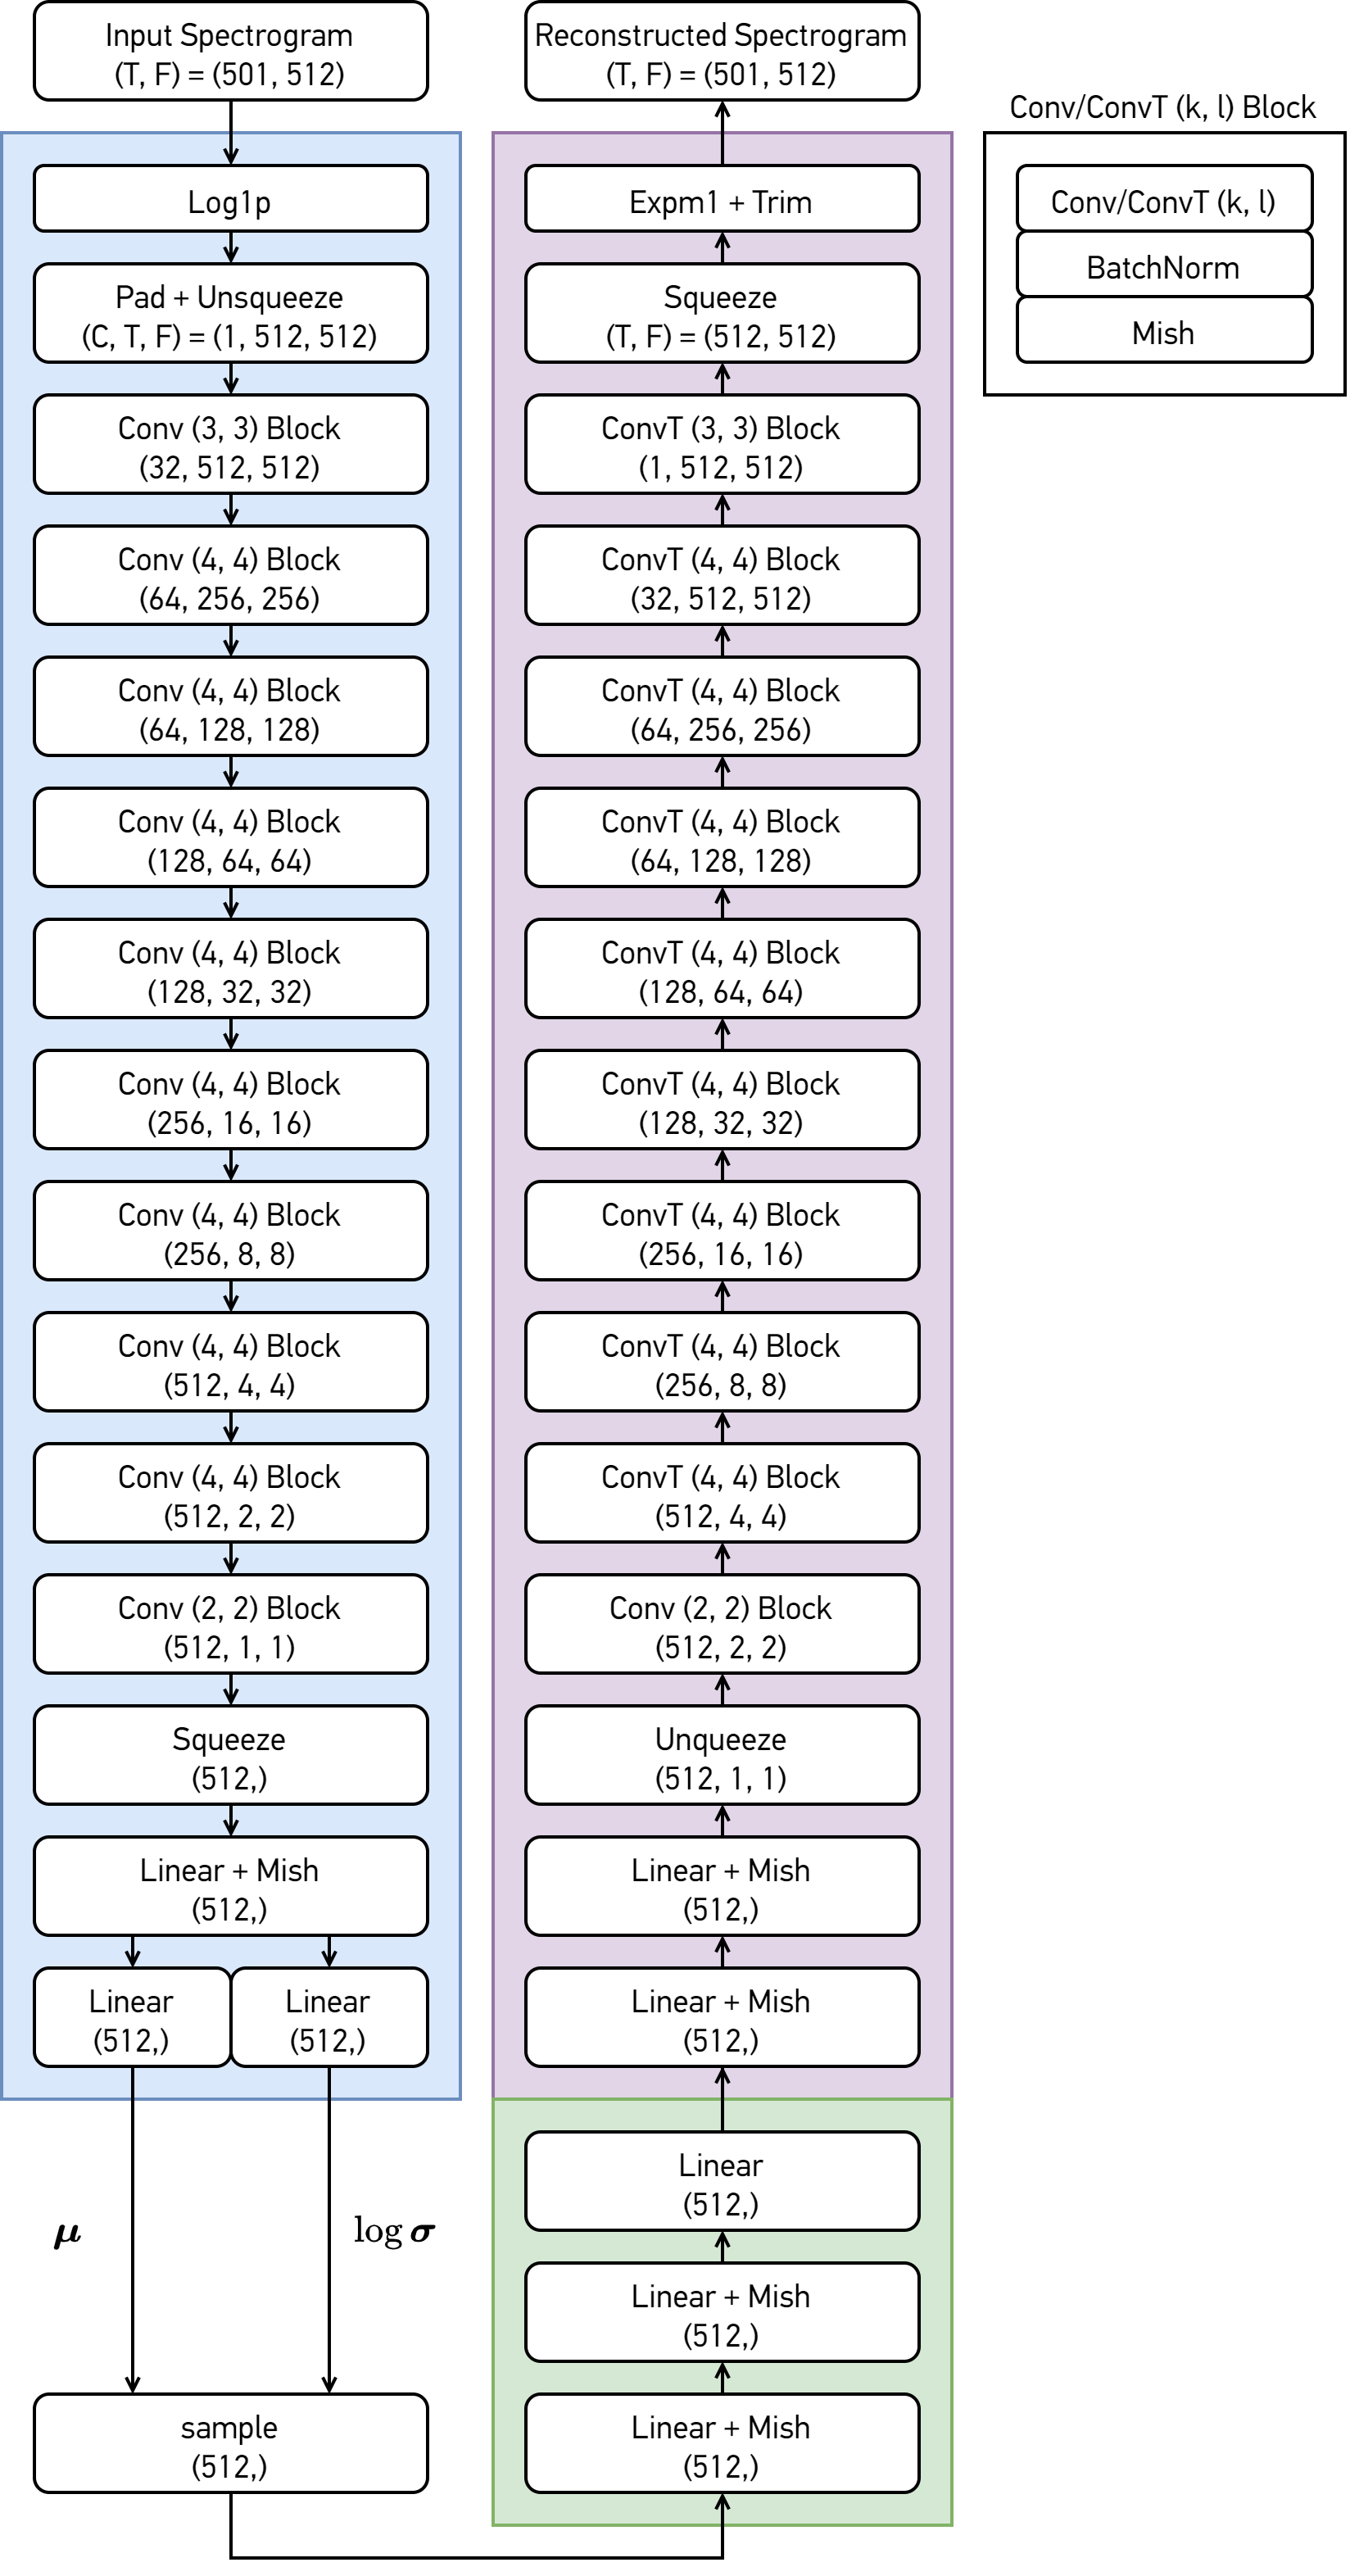 Input Spectrogram
(T, F) = (501, 512)
Log1p
Pad + Unsqueeze
(C, T, F) = (1, 512, 512)
Conv (3, 3) Block
(32, 512, 512)
Conv (4, 4) Block
(64, 256, 256)
Conv (4, 4) Block
(64, 128, 128)
Conv (4, 4) Block
(128, 64, 64)
Conv (4, 4) Block
(128, 32, 32)
Conv (4, 4) Block
(256, 16, 16)
Conv (4, 4) Block
(256, 8, 8)
Conv (4, 4) Block
(512, 4, 4)
Conv (4, 4) Block
(512, 2, 2)
Conv (2, 2) Block
(512, 1, 1)
Squeeze
(512,)
Linear + Mish
(512,)
Linear
(512,)
Linear
(512,)
μ
log σ
sample
(512,)
Reconstructed Spectrogram
(T, F) = (501, 512)
Expm1 + Trim
Squeeze
(T, F) = (512, 512)
ConvT (3, 3) Block
(1, 512, 512)
ConvT (4, 4) Block
(32, 512, 512)
ConvT (4, 4) Block
(64, 256, 256)
ConvT (4, 4) Block
(64, 128, 128)
ConvT (4, 4) Block
(128, 64, 64)
ConvT (4, 4) Block
(128, 32, 32)
ConvT (4, 4) Block
(256, 16, 16)
ConvT (4, 4) Block
(256, 8, 8)
ConvT (4, 4) Block
(512, 4, 4)
Conv (2, 2) Block
(512, 2, 2)
Unqueeze
(512, 1, 1)
Linear + Mish
(512,)
Linear + Mish
(512,)
Linear
(512,)
Linear + Mish
(512,)
Linear + Mish
(512,)
Conv/ConvT (k, l) Block
Conv/ConvT (k, l)
BatchNorm
Mish